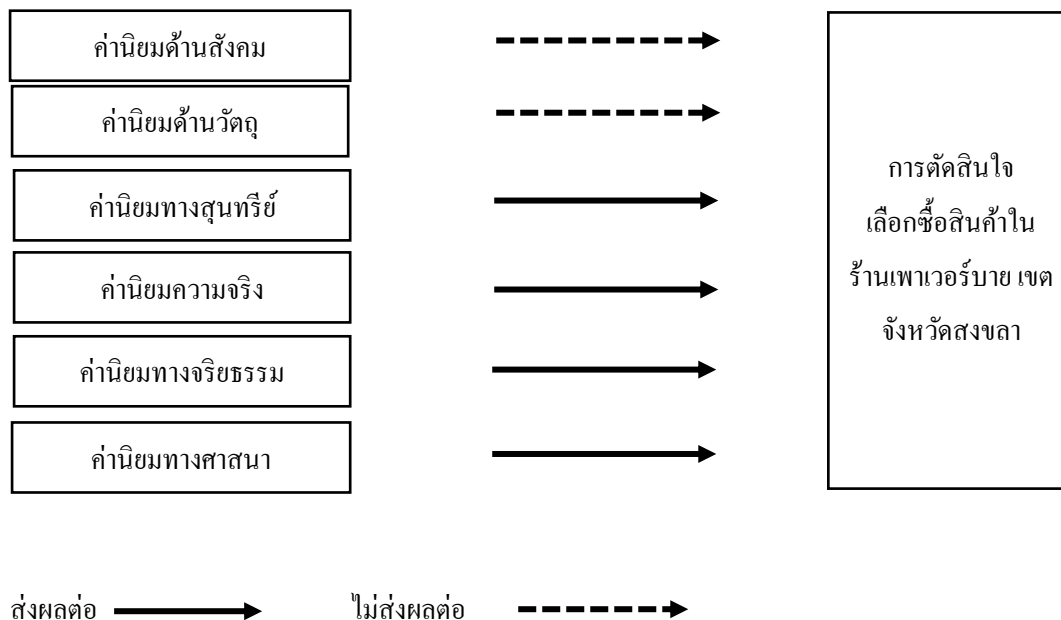 ค่านิยมด้านสังคม
ค่านิยมด้านวัตถุ
ค่านิยมทางสุนทรีย์
ค่านิยมความจริง
ค่านิยมทางจริยธรรม
ค่านิยมทางศาสนา
การตัดสินใจ
เลือกซื้อสินค้าใน
ร้านเพาเวอร์บาย เขต
จังหวัดสงขลา
ส่งผลต่อ ไม่ส่งผลต่อ